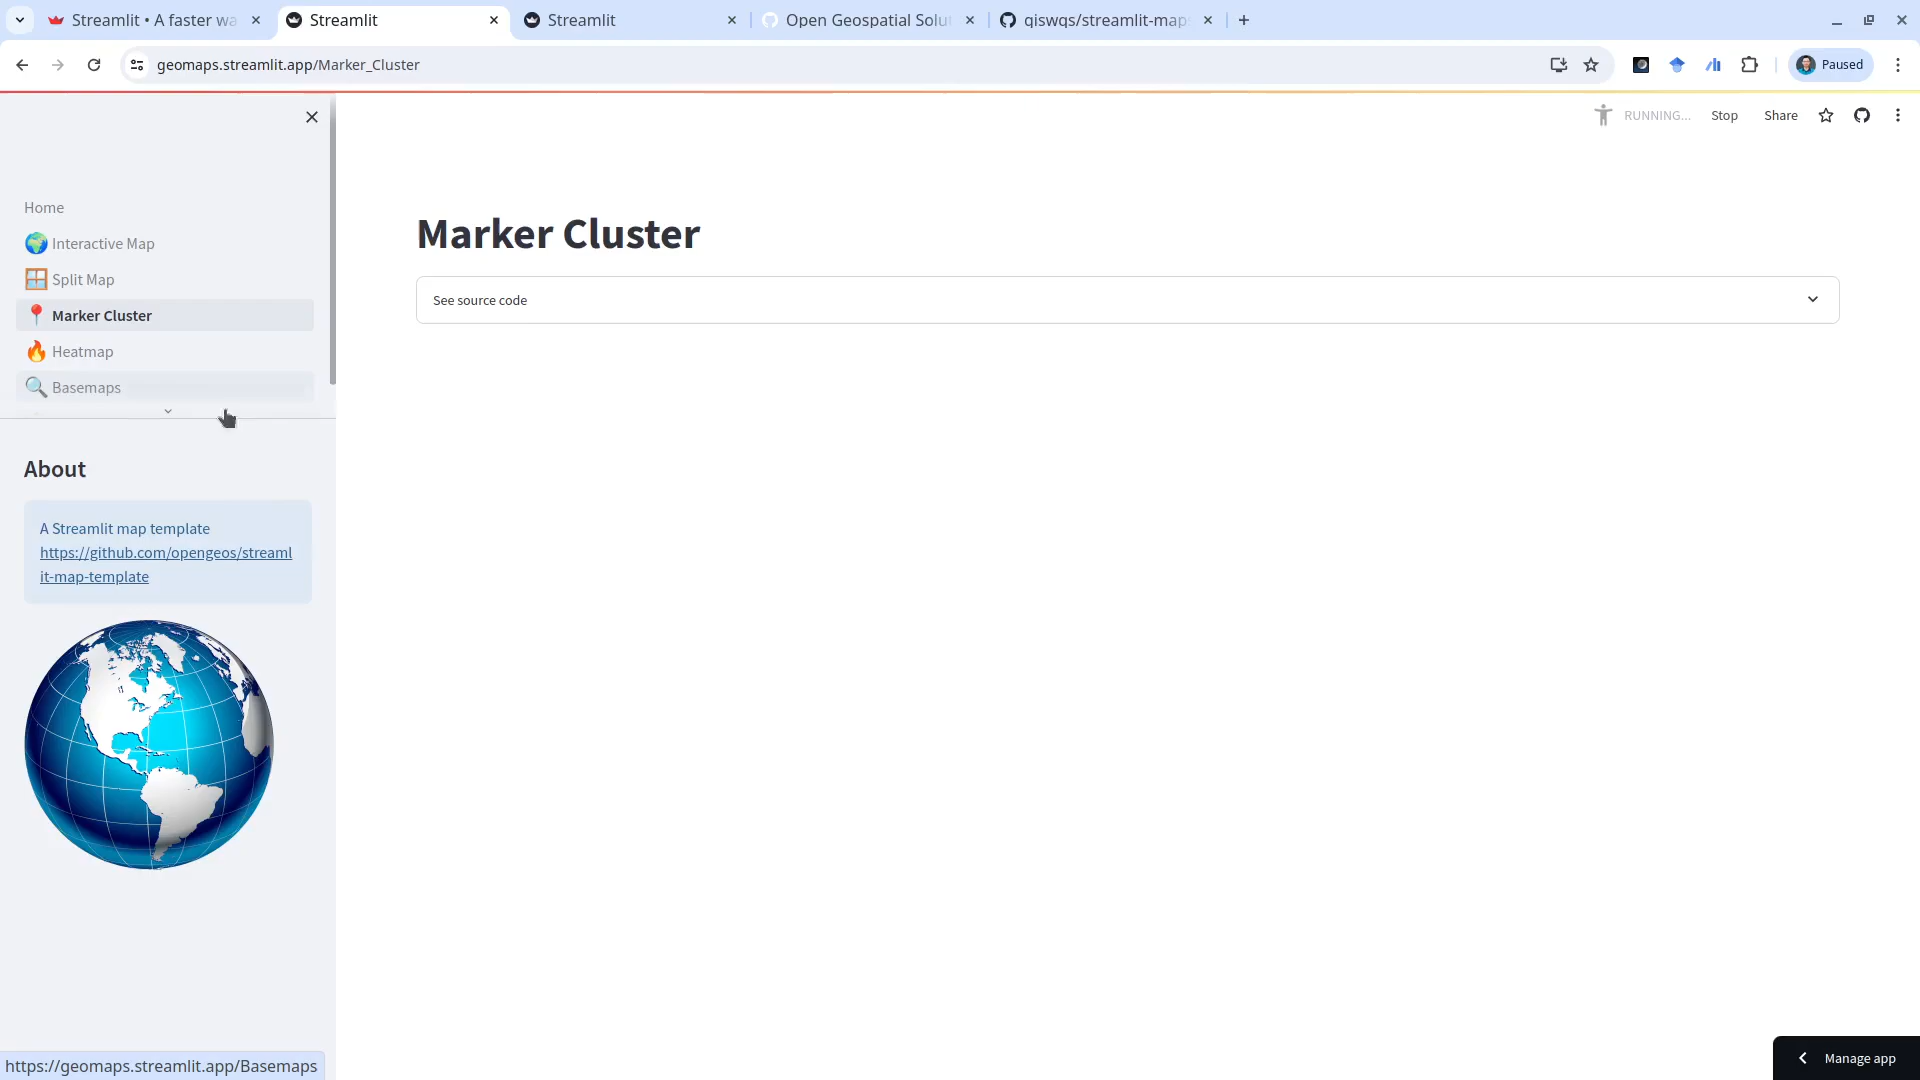 Streamlit • A faster wa
Streamlit
Streamlit
Open Geospatial Solu
giswqs/streamlit-map
geomaps.streamlit.app/Marker_Cluster
Paused
RUNNING...
Stop
Share
Home
Interactive Map
Split Map
Marker Cluster
Heatmap
Basemaps
About
A Streamlit map template
https://github.com/opengeos/streaml
it-map-template
Marker Cluster
See source code
https://geomaps.streamlit.app/Basemaps
Manage app